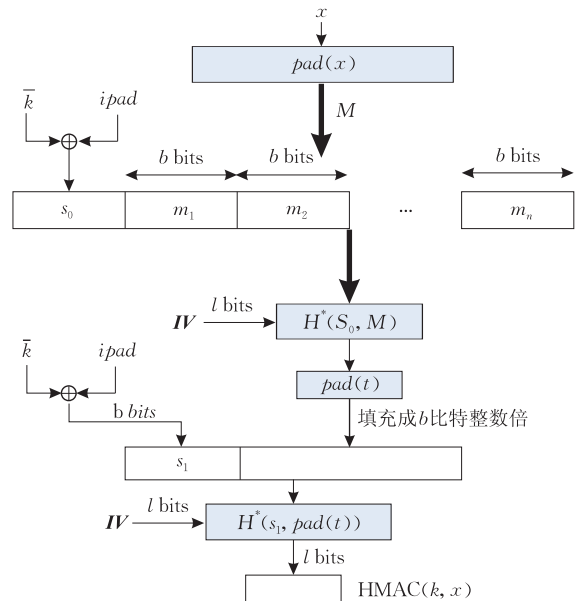 x
pad(x)
k̅ ipad
M
b bits b bits b bits
s₀ m₁ m₂ ... mₙ
l bits
IV H*(S₀, M)
k̅ ipad
pad(t)
b bits
填充成b比特整数倍
s₁
l bits
IV H*(s₁, pad(t))
l bits
HMAC(k, x)